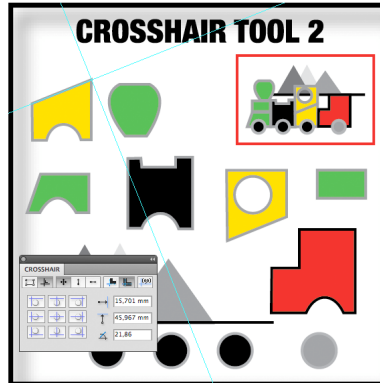 CROSSHAIR TOOL 2
CROSSHAIR
15,701 mm
45,967 mm
21,86